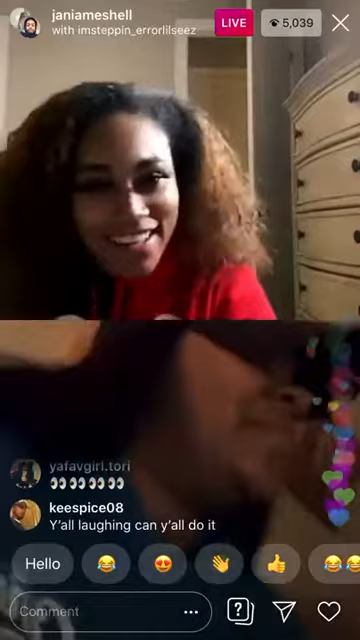 janiameshell
with imsteppin_errorlilseez
LIVE
5,039
yafavgirl.tori
👀👀👀👀👀👀
keespice08
Y'all laughing can y'all do it
Hello
😂
😍
👋
👍
😂😂
Comment